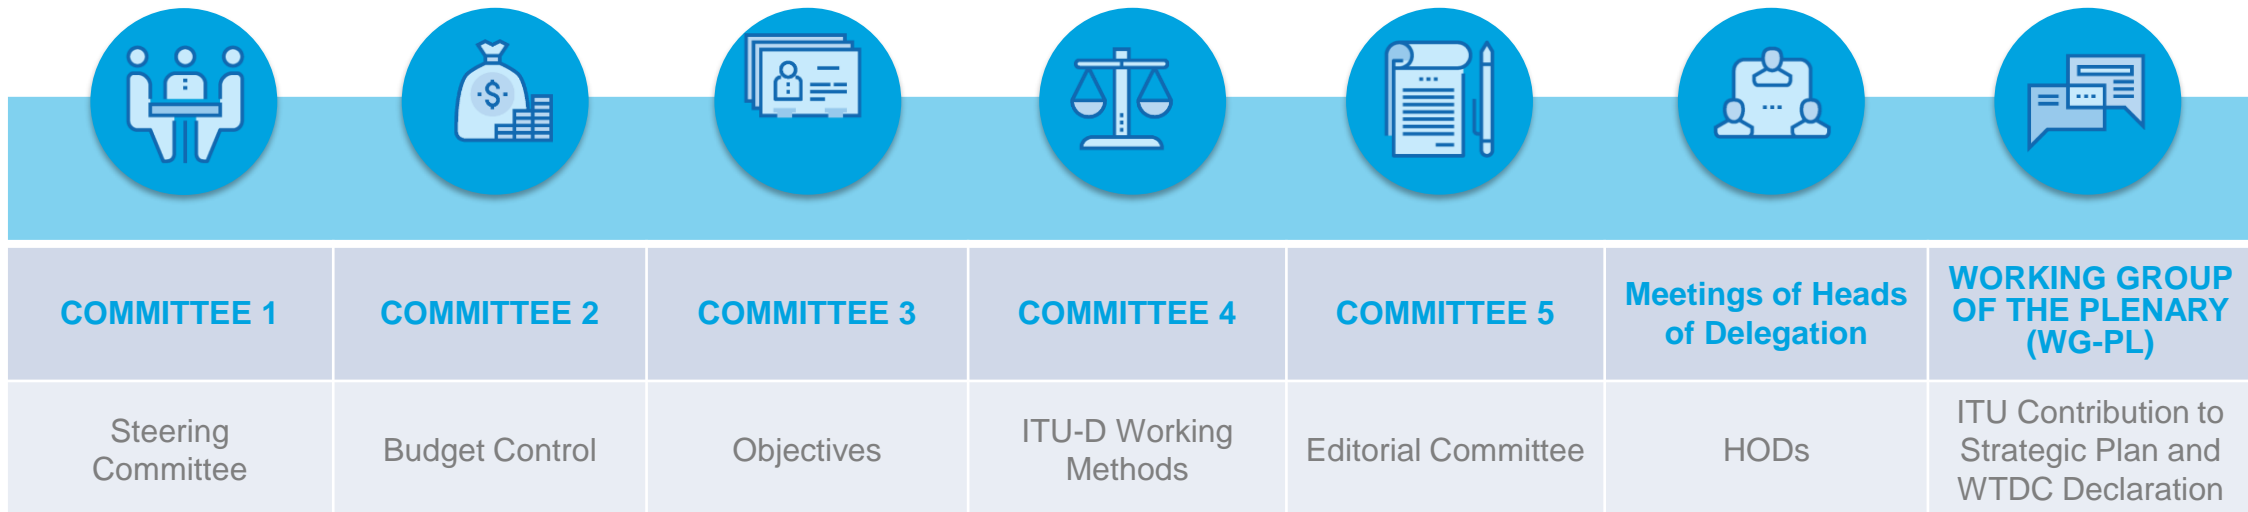 COMMITTEE 1
COMMITTEE 2
COMMITTEE 3
COMMITTEE 4
COMMITTEE 5
Meetings of Heads
of Delegation
WORKING GROUP
OF THE PLENARY
(WG-PL)
Steering
Committee
Budget Control
Objectives
ITU-D Working
Methods
Editorial Committee
HODs
ITU Contribution to
Strategic Plan and
WTDC Declaration